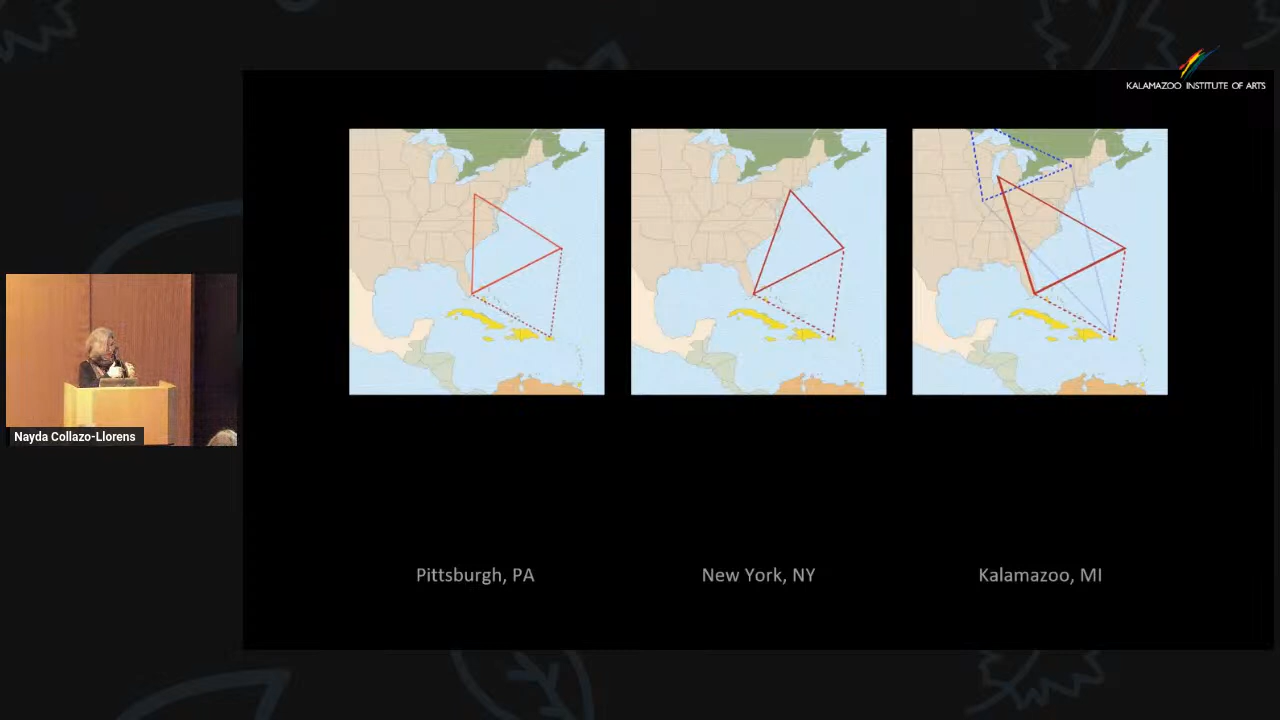 KALAMAZOO INSTITUTE OF ARTS
Nayda Collazo-Llorens
Pittsburgh, PA
New York, NY
Kalamazoo, MI